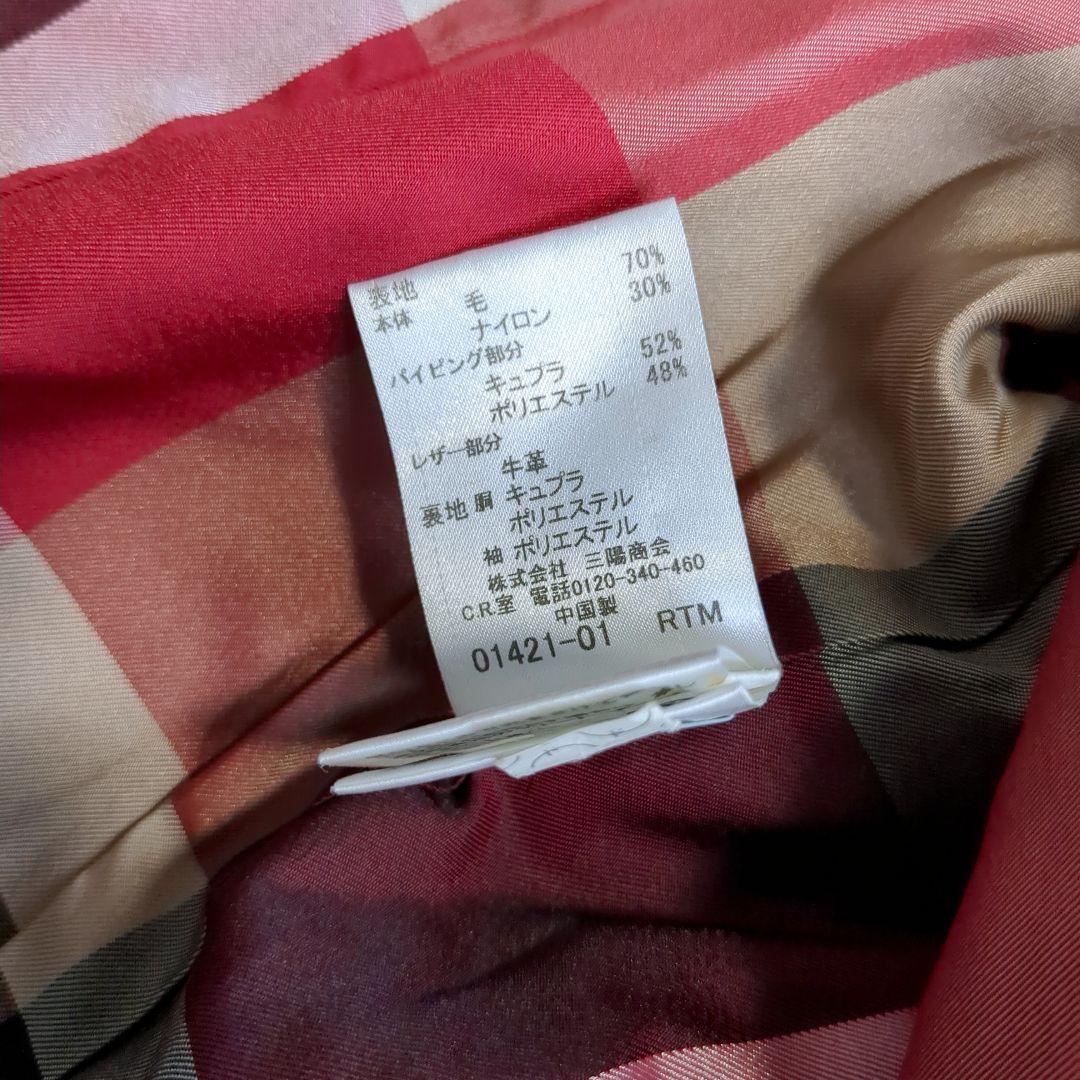 表地
本体 毛 70%
ナイロン 30%
パイピング部分
キュプラ 52%
ポリエステル 48%
レザー部分
牛革
裏地 胴 キュプラ
ポリエステル
袖 ポリエステル
株式会社 三陽商会
C.R.室 電話0120-340-460
中国製
01421-01 RTM